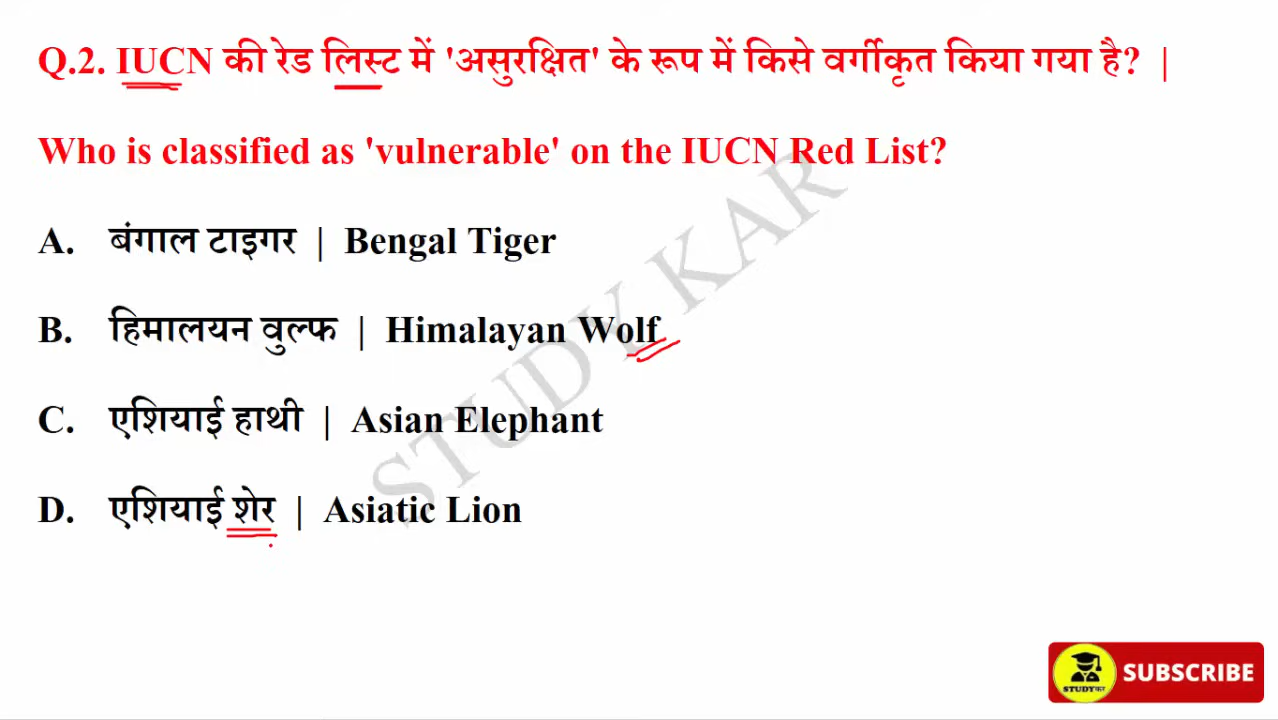 Q.2. IUCN की रेड लिस्ट में 'असुरक्षित' के रूप में किसे वर्गीकृत किया गया है? |
Who is classified as 'vulnerable' on the IUCN Red List?
A. बंगाल टाइगर | Bengal Tiger
B. हिमालयन वुल्फ | Himalayan Wolf
C. एशियाई हाथी | Asian Elephant
D. एशियाई शेर | Asiatic Lion
STUDY KAR
STUDYकर
SUBSCRIBE